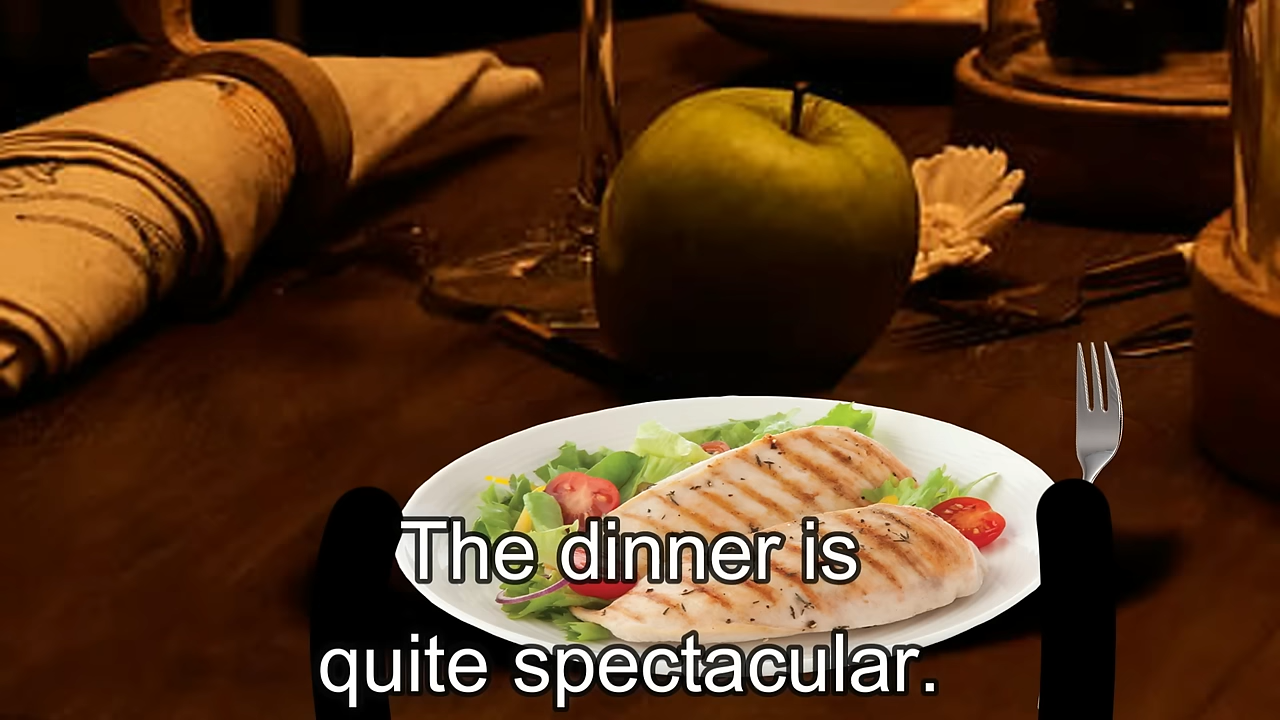 The dinner is
quite spectacular.